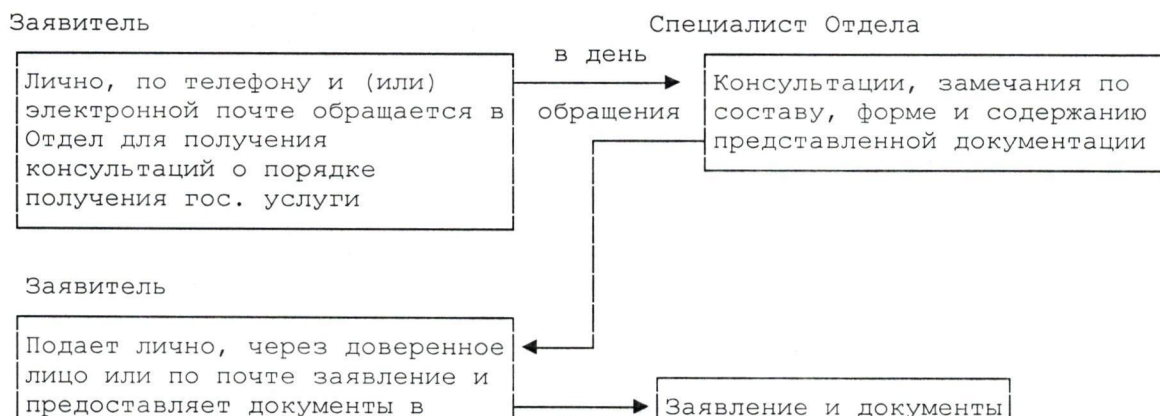 Заявитель
Специалист Отдела
Лично, по телефону и (или)
электронной почте обращается в
Отдел для получения
консультаций о порядке
получения гос. услуги
в день
обращения
Консультации, замечания по
составу, форме и содержанию
представленной документации
Заявитель
Подает лично, через доверенное
лицо или по почте заявление и
предоставляет документы в
Заявление и документы